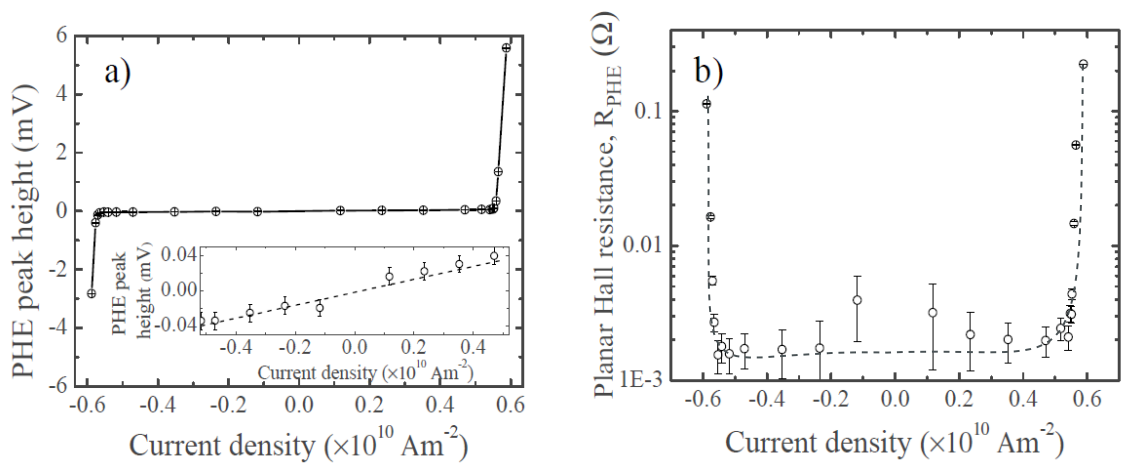 a)
PHE peak height (mV)
6
4
2
0
-2
-4
-6
-0.6 -0.4 -0.2 0.0 0.2 0.4 0.6
Current density (×10¹⁰ Am⁻²)
PHE peak
height (mV)
0.04
0.00
-0.04
-0.4 -0.2 0.0 0.2 0.4
Current density (×10¹⁰ Am⁻²)
b)
Planar Hall resistance, R_PHE (Ω)
0.1
0.01
1E-3
-0.6 -0.4 -0.2 0.0 0.2 0.4 0.6
Current density (×10¹⁰ Am⁻²)